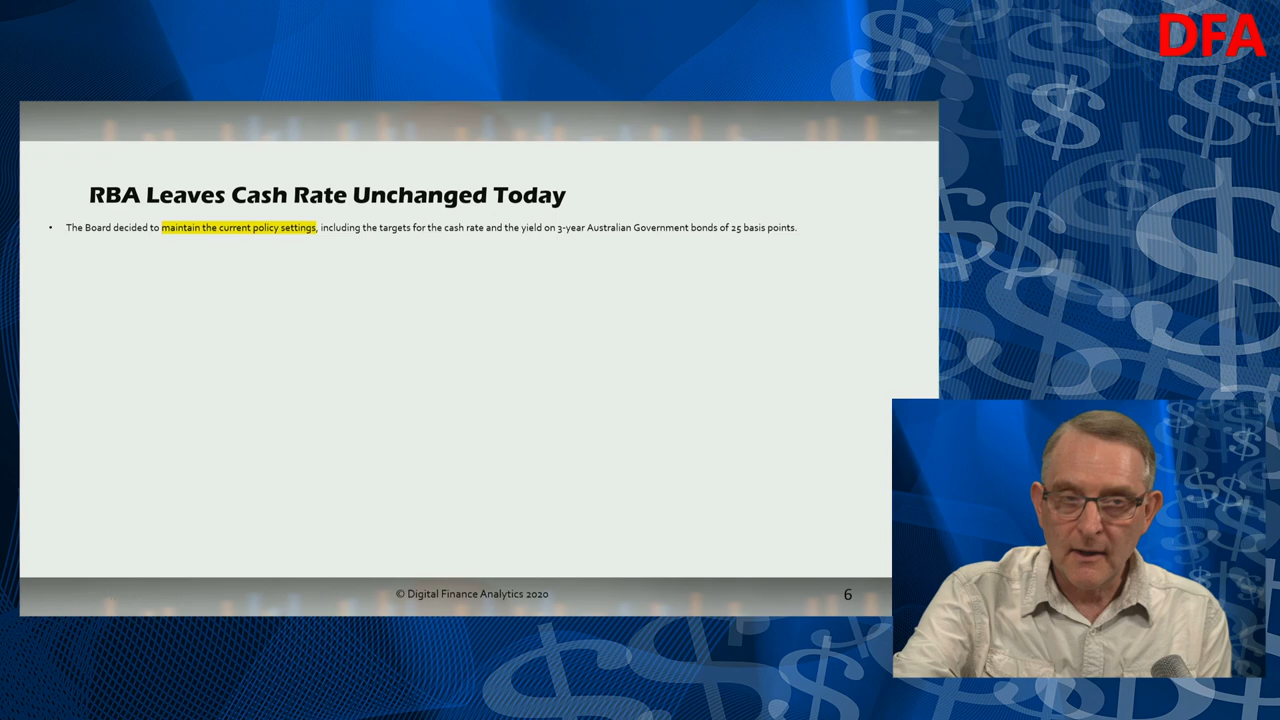 DFA
RBA Leaves Cash Rate Unchanged Today
• The Board decided to maintain the current policy settings, including the targets for the cash rate and the yield on 3-year Australian Government bonds of 25 basis points.
© Digital Finance Analytics 2020
6